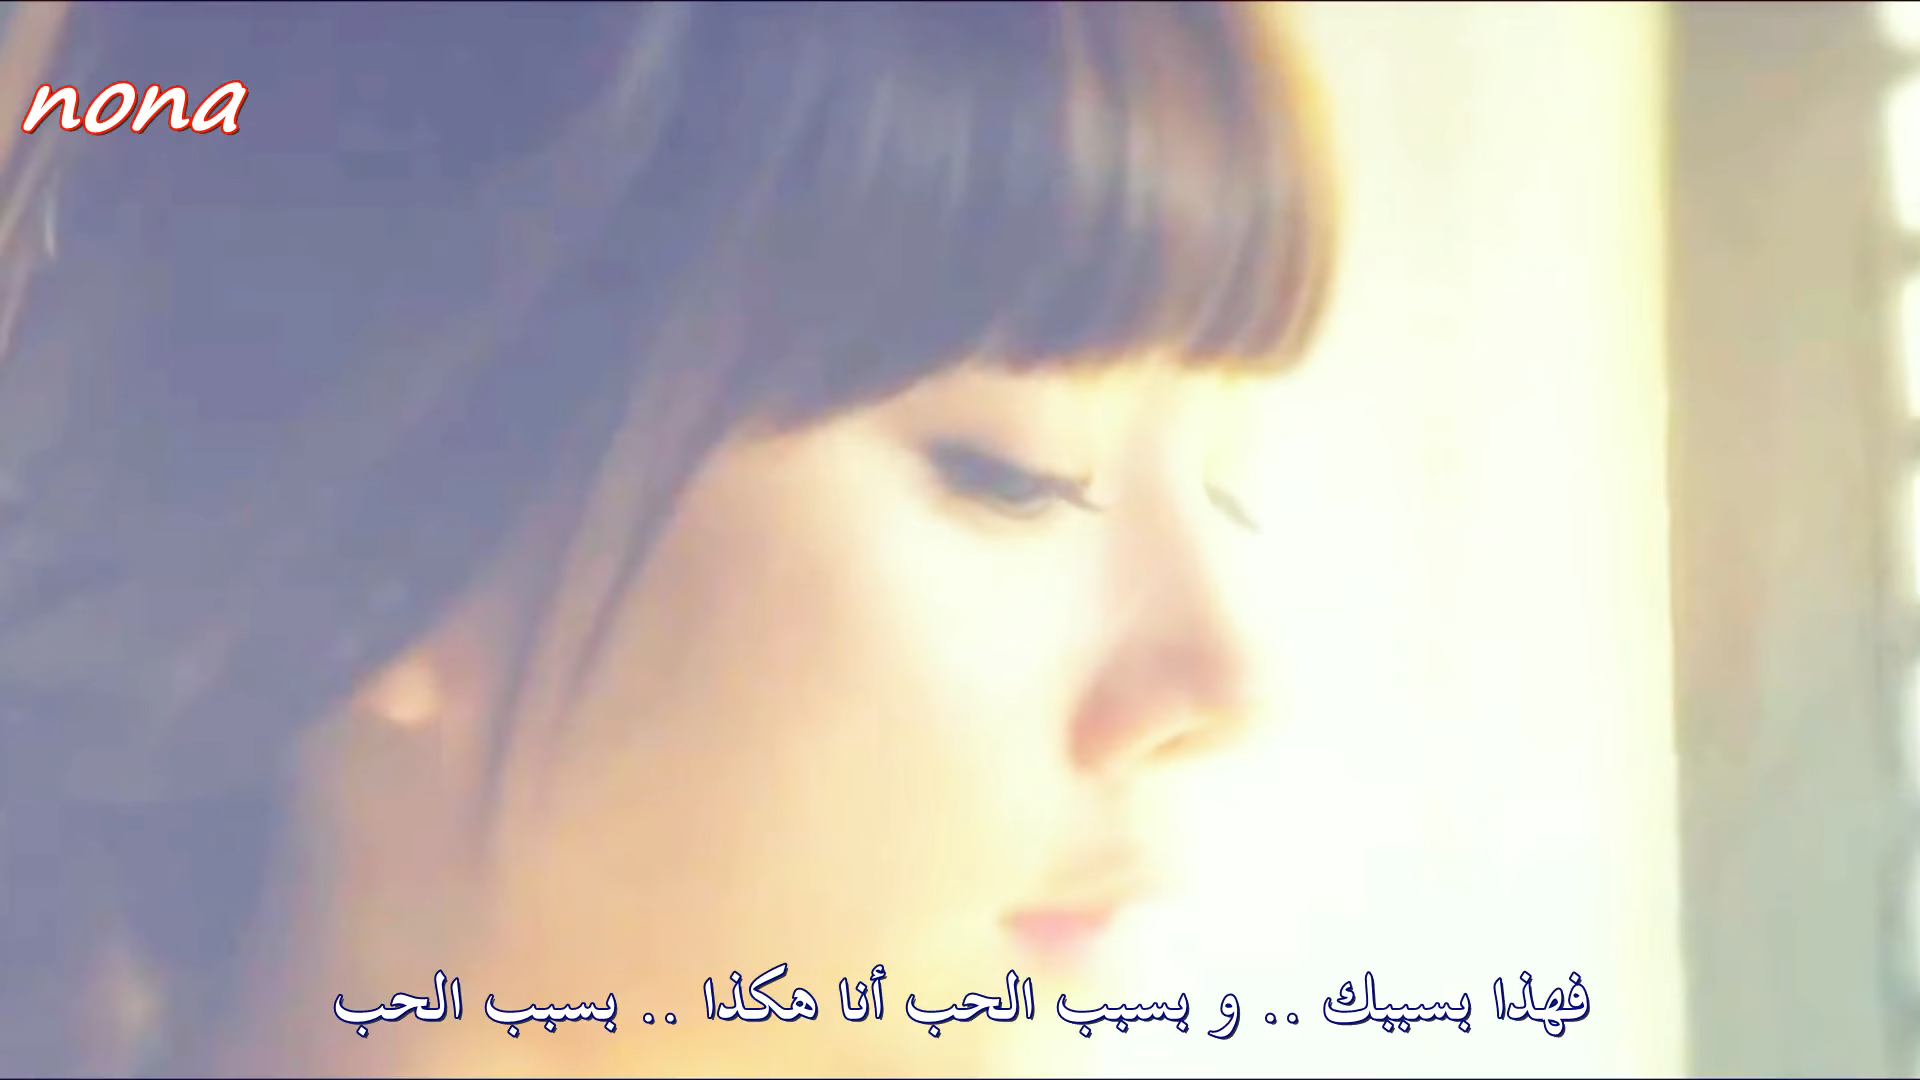 nona
فهذا بسببك .. و بسبب الحب أنا هكذا .. بسبب الحب